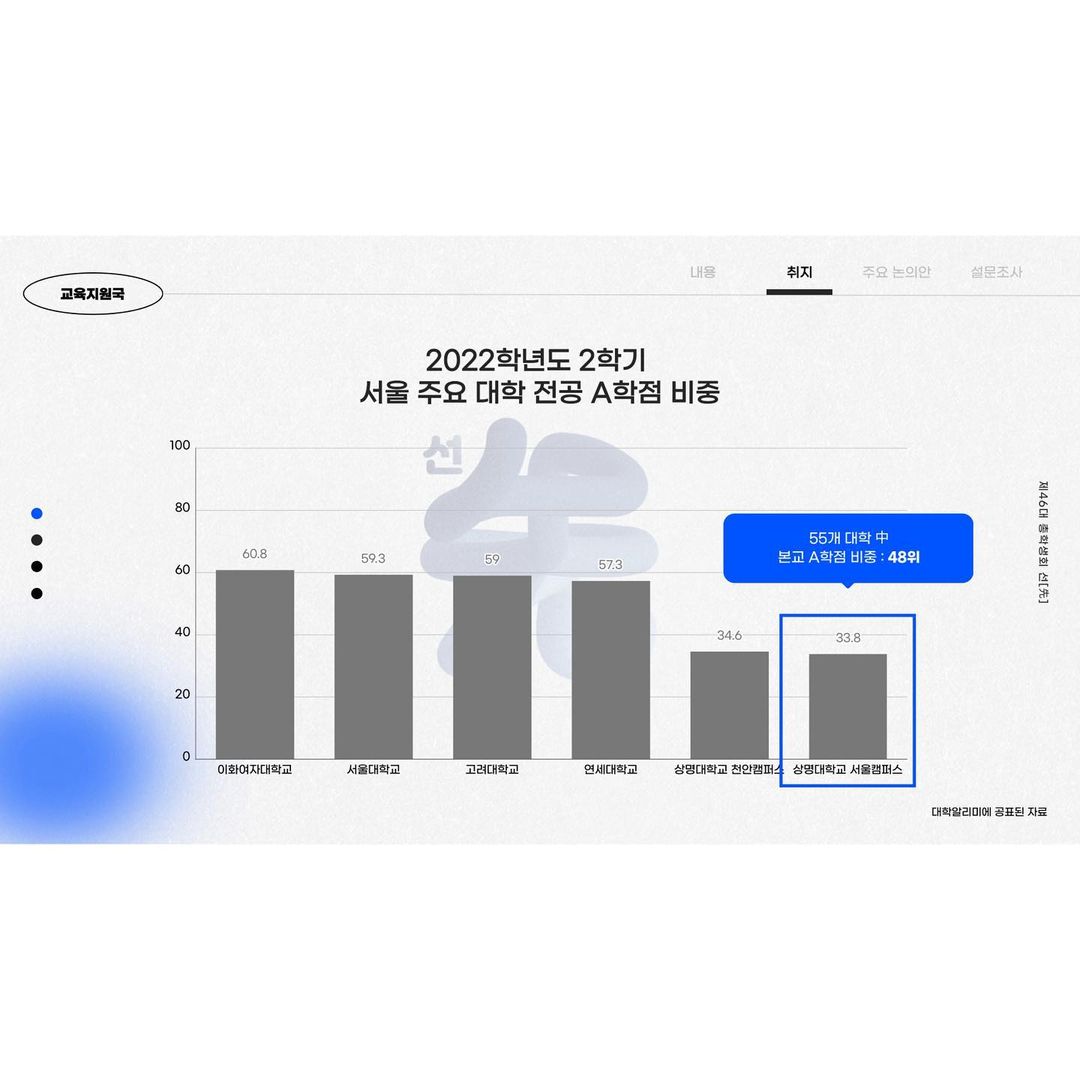 교육지원국
내용
취지
주요 논의안
설문조사
2022학년도 2학기
서울 주요 대학 전공 A학점 비중
선
100
80
60
40
20
0
60.8
59.3
59
57.3
34.6
33.8
55개 대학 中
본교 A학점 비중 : 48위
이화여자대학교
서울대학교
고려대학교
연세대학교
상명대학교 천안캠퍼스
상명대학교 서울캠퍼스
제46대 총학생회 선[先]
대학알리미에 공표된 자료